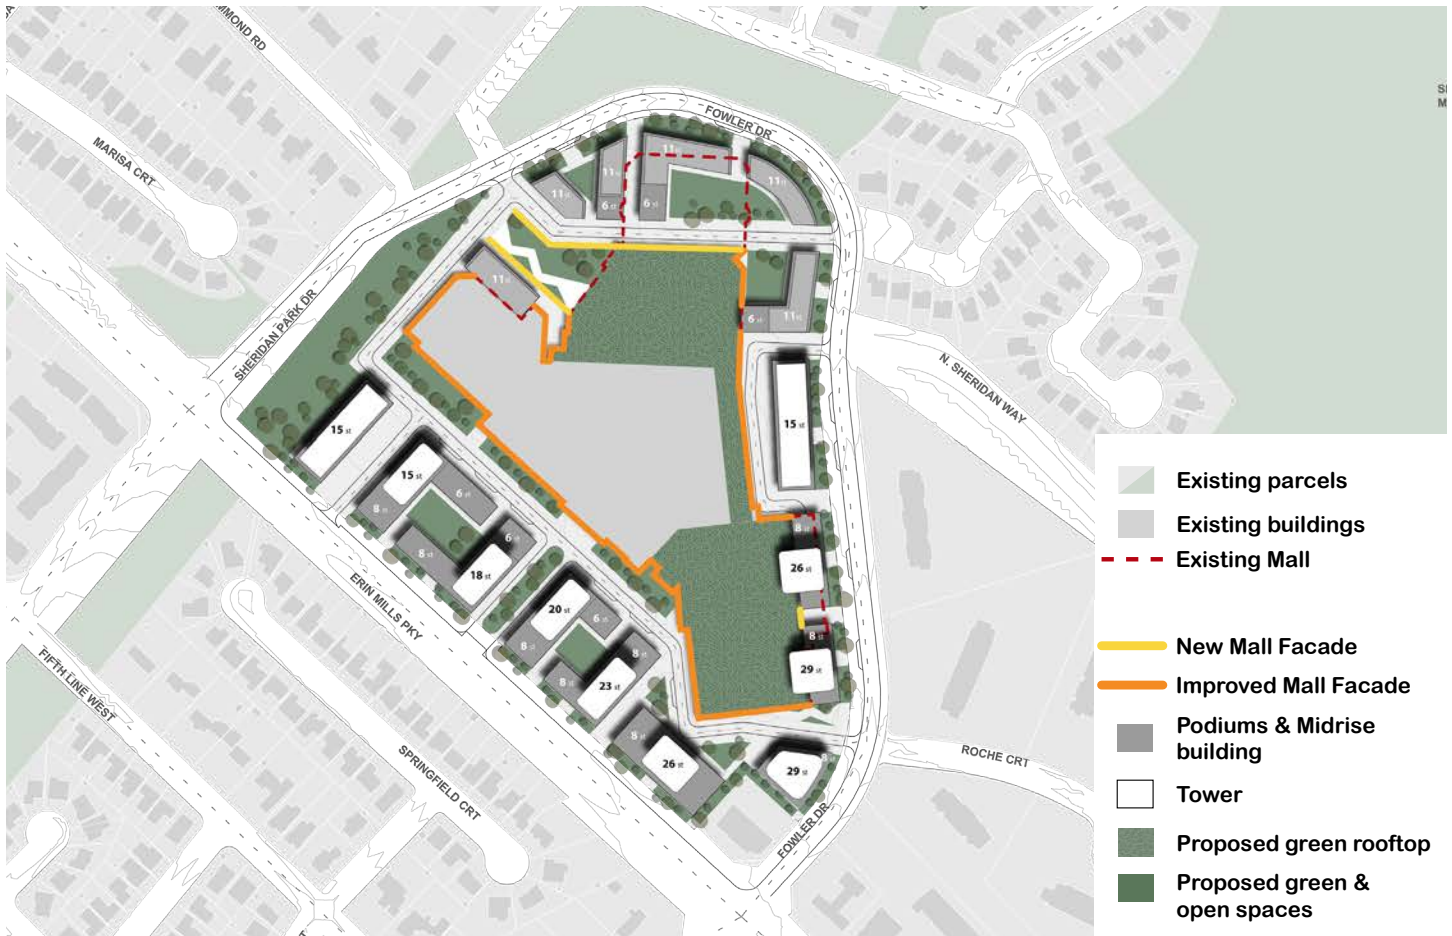 MMOND RD
FOWLER DR
MARISA CRT
11 st
11 st
11 st
11 st
6 st
6 st
11 st
6 st
11 st
SHERIDAN PARK DR
N. SHERIDAN WAY
15 st
15 st
15 st
6 st
8 st
8 st
6 st
18 st
8 st
26 st
20 st
6 st
8 st
8 st
8 st
23 st
8 st
29 st
8 st
26 st
29 st
8 st
ERIN MILLS PKY
FIFTH LINE WEST
SPRINGFIELD CRT
ROCHE CRT
FOWLER DR
Existing parcels
Existing buildings
Existing Mall
New Mall Facade
Improved Mall Facade
Podiums & Midrise
building
Tower
Proposed green rooftop
Proposed green &
open spaces